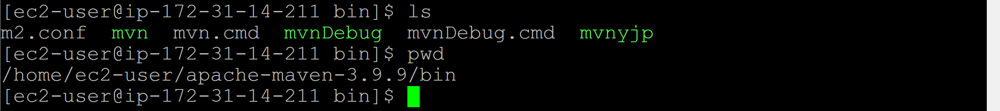 [ec2-user@ip-172-31-14-211 bin]$ ls
m2.conf  mvn  mvn.cmd  mvnDebug  mvnDebug.cmd  mvnyjp
[ec2-user@ip-172-31-14-211 bin]$ pwd
/home/ec2-user/apache-maven-3.9.9/bin
[ec2-user@ip-172-31-14-211 bin]$